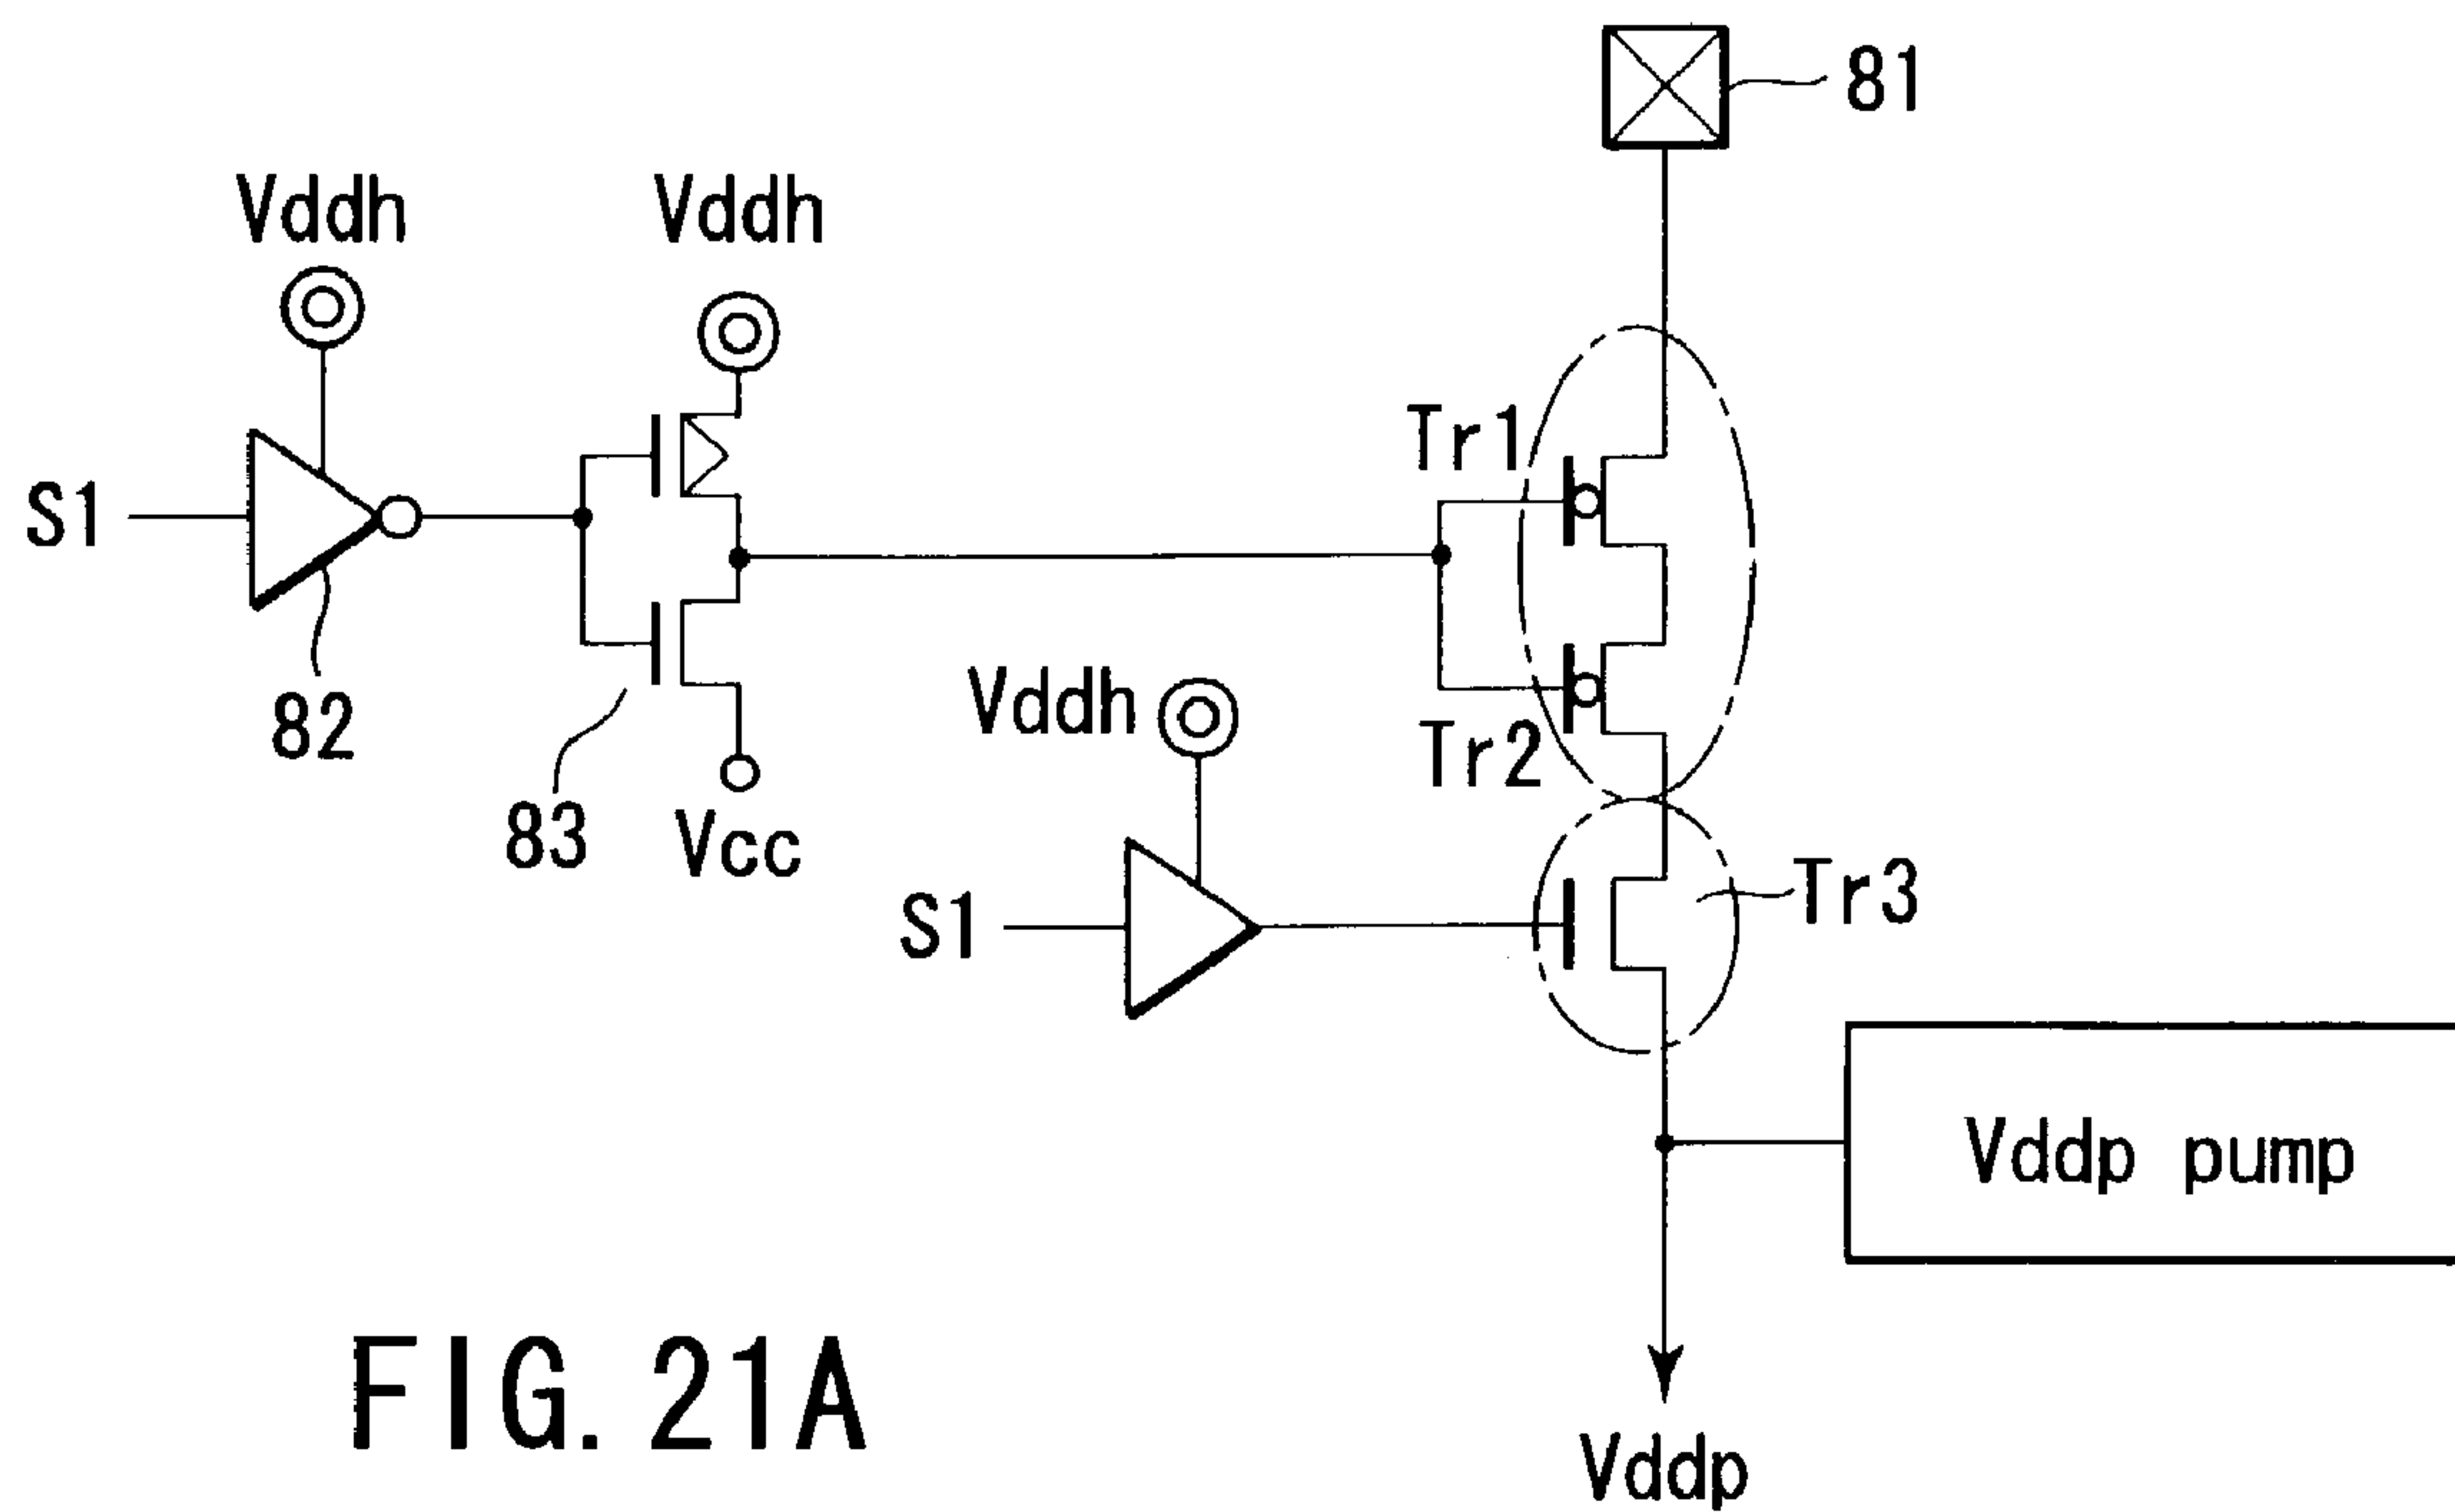 81
Vddh
Vddh
Tr1
S1
Vddh
82
Tr2
83
Vcc
Tr3
S1
Vddp pump
FIG. 21A
Vddp